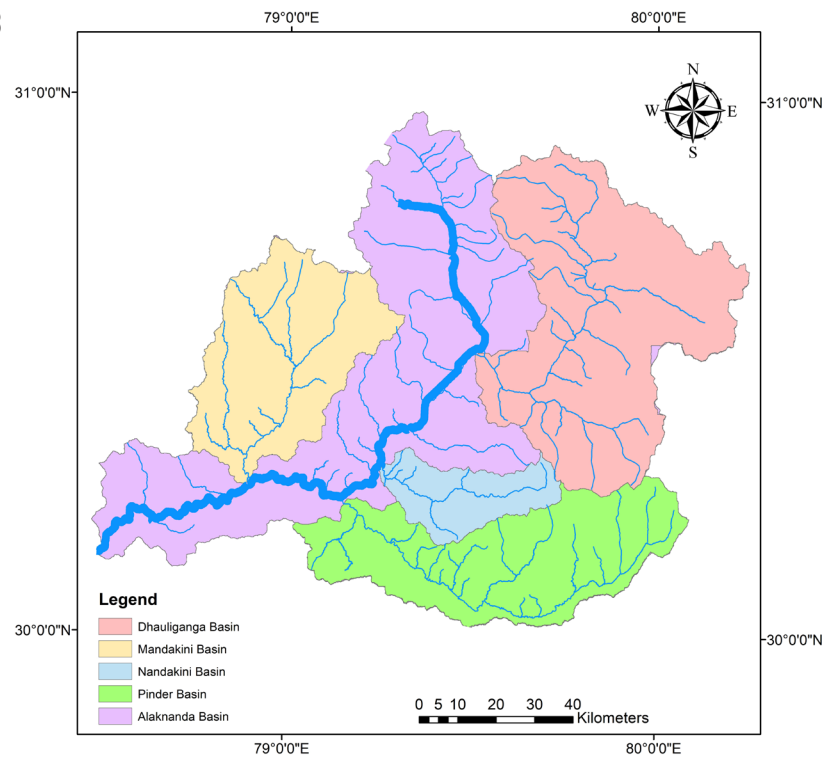 79°0'0"E 80°0'0"E
31°0'0"N 31°0'0"N
N
W E
S
Legend
Dhauliganga Basin
Mandakini Basin
Nandakini Basin
Pinder Basin
Alaknanda Basin
30°0'0"N 30°0'0"N
0 5 10 20 30 40
Kilometers
79°0'0"E 80°0'0"E